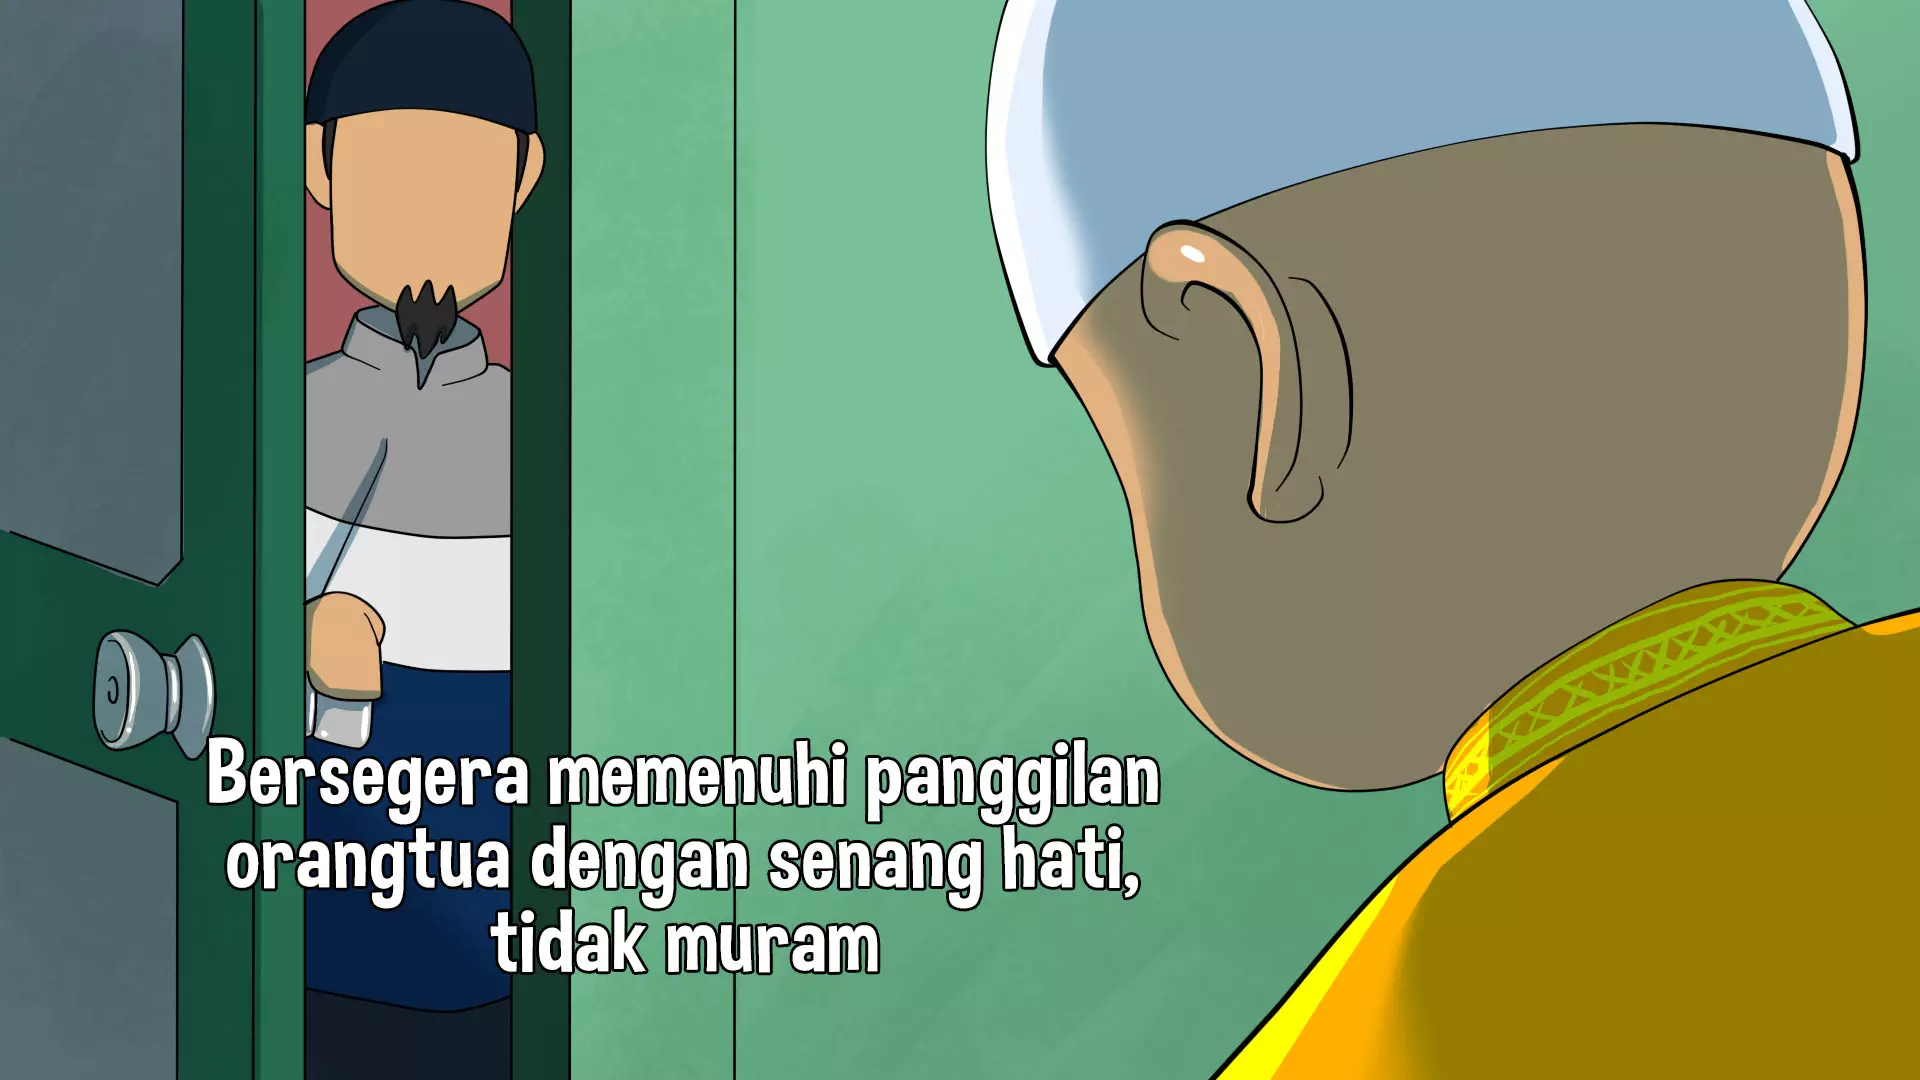 Bersegera memenuhi panggilan
orangtua dengan senang hati,
tidak muram